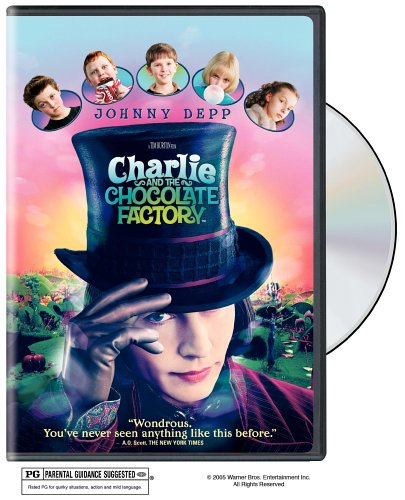 JOHNNY DEPP
A TIM BURTON FILM
Charlie
AND THE
CHOCOLATE
FACTORY™
"Wondrous.
You've never seen anything like this before."
A.O. Scott, THE NEW YORK TIMES
PG PARENTAL GUIDANCE SUGGESTED
Rated PG for quirky situations, action and mild language.
© 2005 Warner Bros. Entertainment Inc.
All Rights Reserved